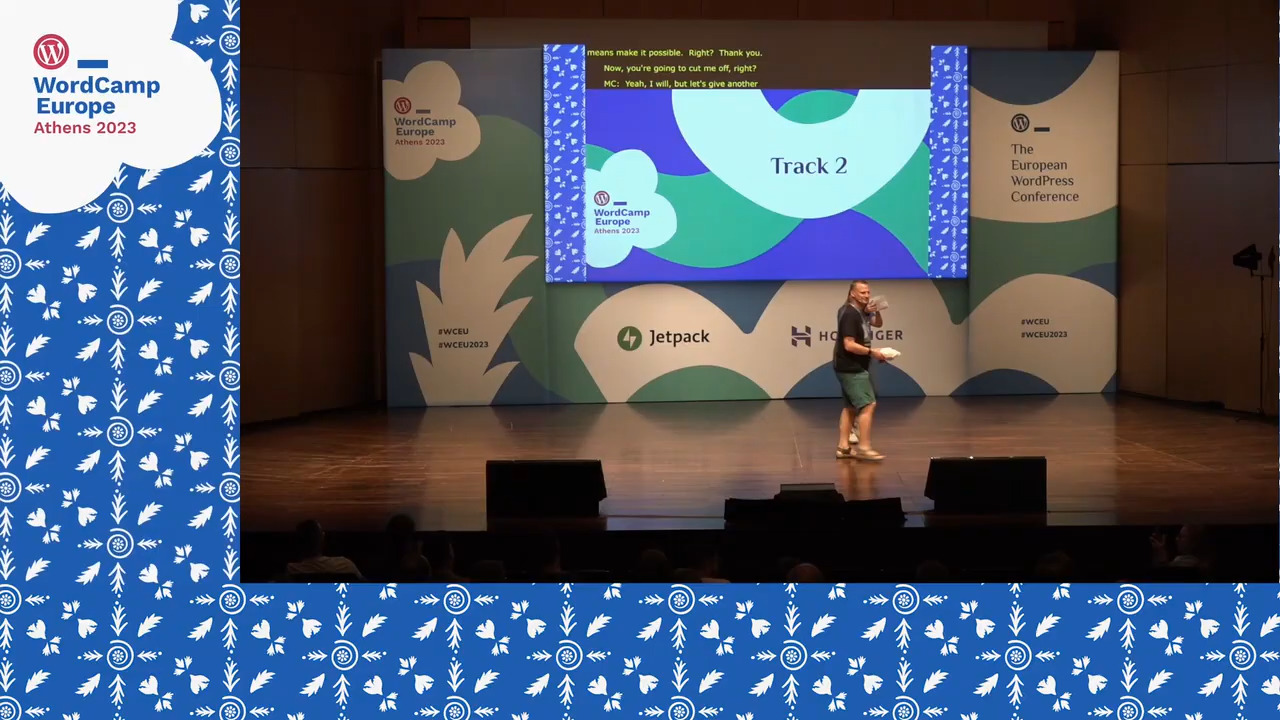 WordCamp
Europe
Athens 2023
means make it possible.  Right?  Thank you.
Now, you're going to cut me off, right?
MC:  Yeah, I will, but let's give another
Track 2
WordCamp
Europe
Athens 2023
WordCamp
Europe
Athens 2023
The
European
WordPress
Conference
#WCEU
#WCEU2023
Jetpack
#WCEU
#WCEU2023